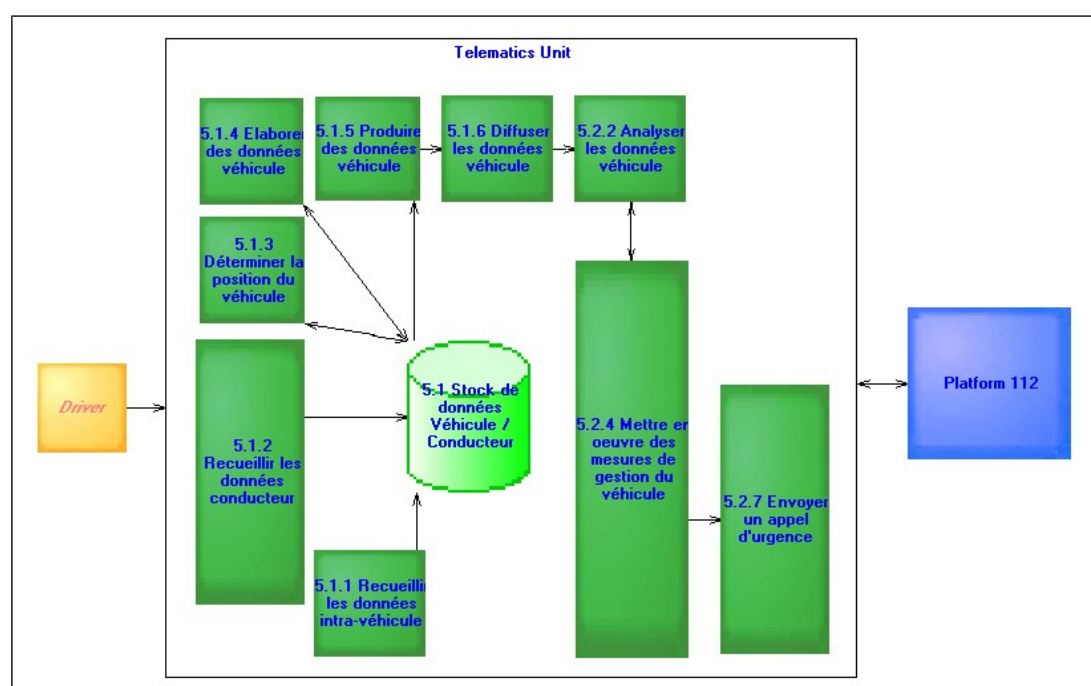 Telematics Unit
5.1.4 Elaborer
des données
véhicule
5.1.5 Produire
des données
véhicule
5.1.6 Diffuser
les données
véhicule
5.2.2 Analyser
les données
véhicule
5.1.3
Déterminer la
position du
véhicule
Driver
5.1.2
Recueillir les
données
conducteur
5.1 Stock de
données
Véhicule /
Conducteur
5.1.1 Recueillir
les données
intra-véhicule
5.2.4 Mettre en
oeuvre des
mesures de
gestion du
véhicule
5.2.7 Envoyer
un appel
d'urgence
Platform 112